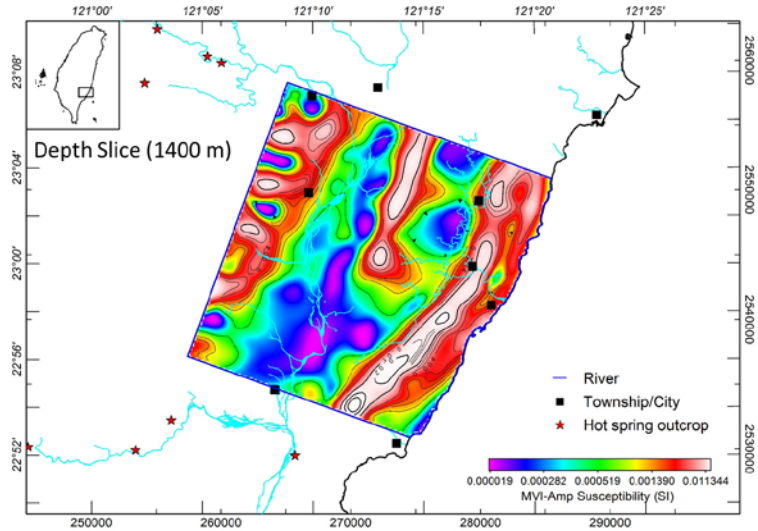 121°00' 121°05' 121°10' 121°15' 121°20' 121°25'
23°08'
23°04'
23°00'
22°56'
22°52'
2560000
2550000
2540000
2530000
Depth Slice (1400 m)
River
Township/City
Hot spring outcrop
0.000019 0.000282 0.000519 0.001390 0.011344
MVI-Amp Susceptibility (SI)
250000 260000 270000 280000 290000